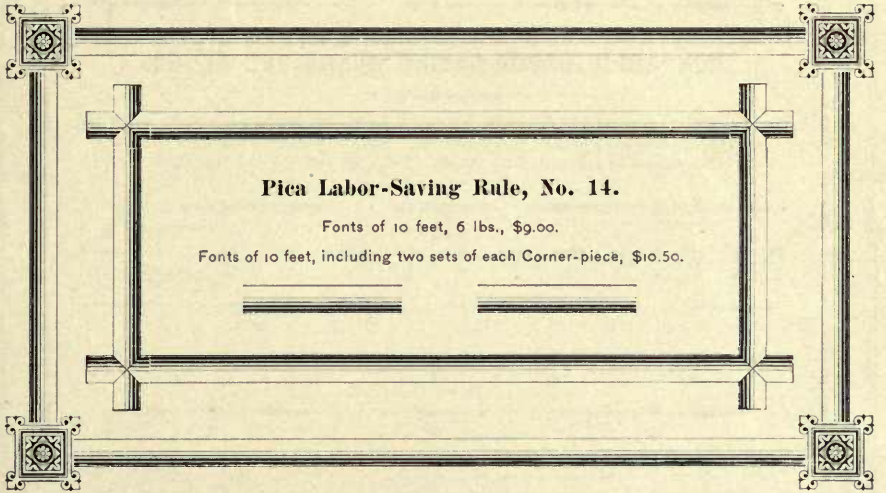 Pica Labor-Saving Rule, No. 14.
Fonts of 10 feet, 6 lbs., $9.00.
Fonts of 10 feet, including two sets of each Corner-piece, $10.50.